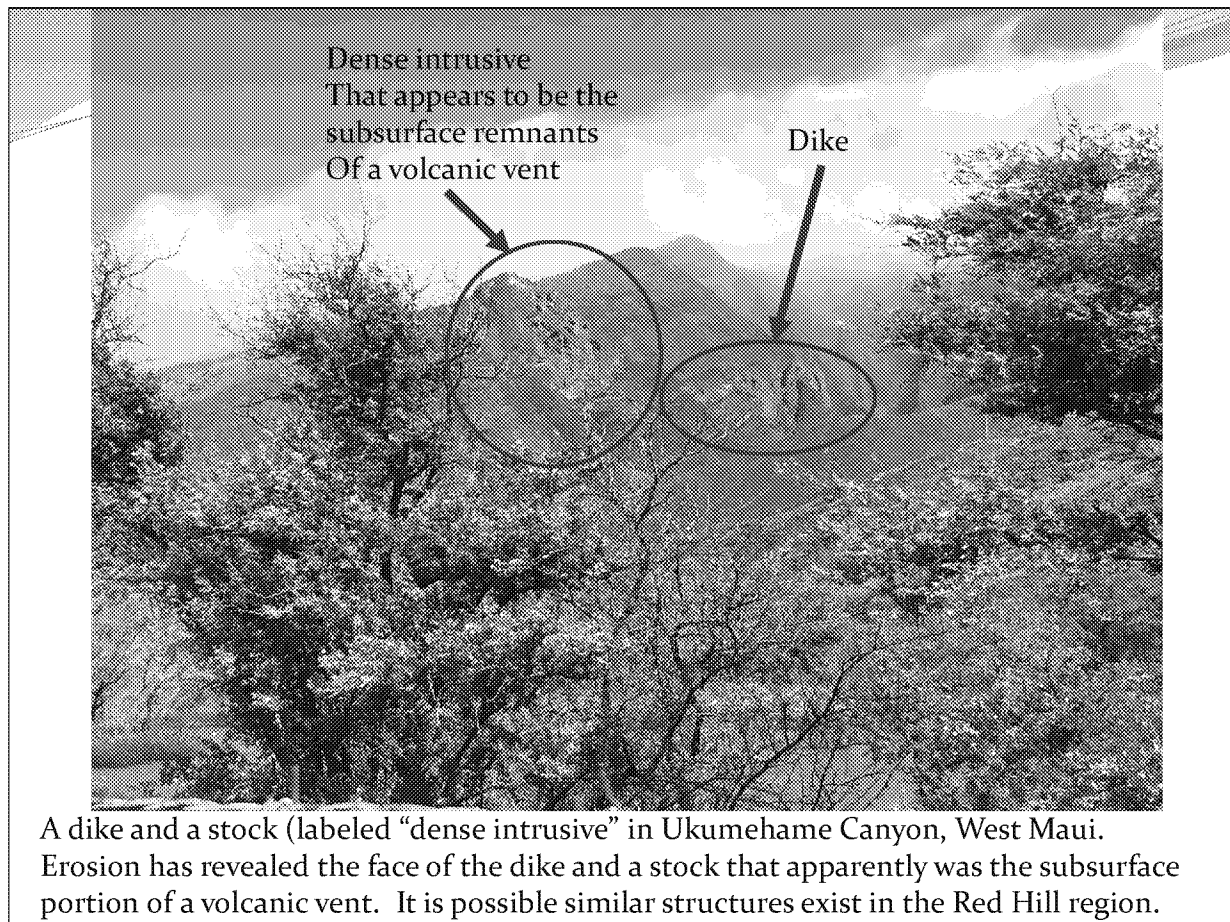 Dense intrusive
That appears to be the
subsurface remnants
Of a volcanic vent
Dike
A dike and a stock (labeled “dense intrusive” in Ukumehame Canyon, West Maui.
Erosion has revealed the face of the dike and a stock that apparently was the subsurface
portion of a volcanic vent.  It is possible similar structures exist in the Red Hill region.